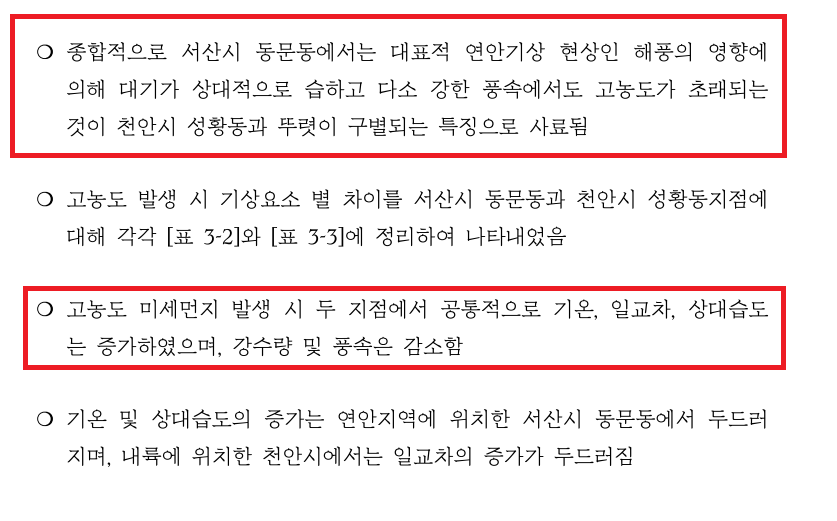 ❍ 종합적으로 서산시 동문동에서는 대표적 연안기상 현상인 해풍의 영향에
의해 대기가 상대적으로 습하고 다소 강한 풍속에서도 고농도가 초래되는
것이 천안시 성황동과 뚜렷이 구별되는 특징으로 사료됨
❍ 고농도 발생 시 기상요소 별 차이를 서산시 동문동과 천안시 성황동지점에
대해 각각 [표 3-2]와 [표 3-3]에 정리하여 나타내었음
❍ 고농도 미세먼지 발생 시 두 지점에서 공통적으로 기온, 일교차, 상대습도
는 증가하였으며, 강수량 및 풍속은 감소함
❍ 기온 및 상대습도의 증가는 연안지역에 위치한 서산시 동문동에서 두드러
지며, 내륙에 위치한 천안시에서는 일교차의 증가가 두드러짐